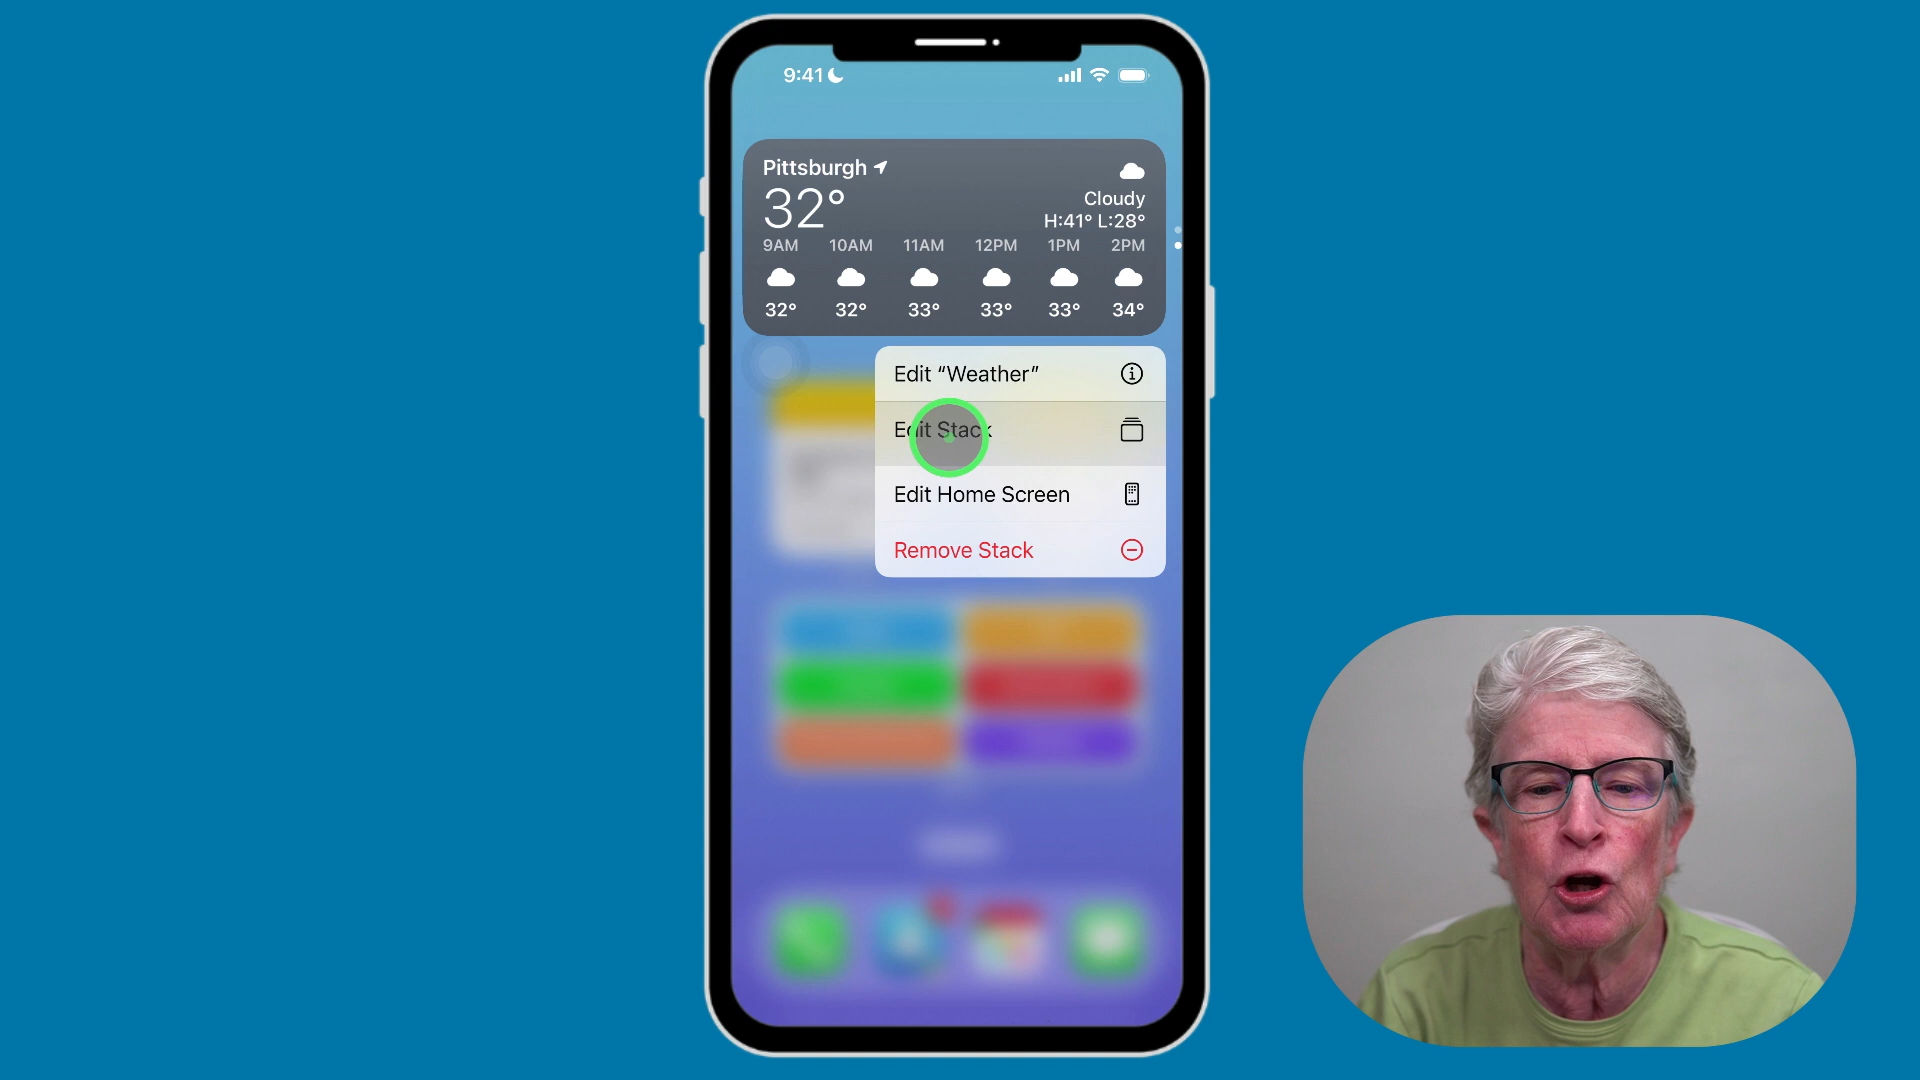 9:41
Pittsburgh
32°
Cloudy
H:41° L:28°
9AM 10AM 11AM 12PM 1PM 2PM
32° 32° 33° 33° 33° 34°
Edit “Weather”
Edit Stack
Edit Home Screen
Remove Stack